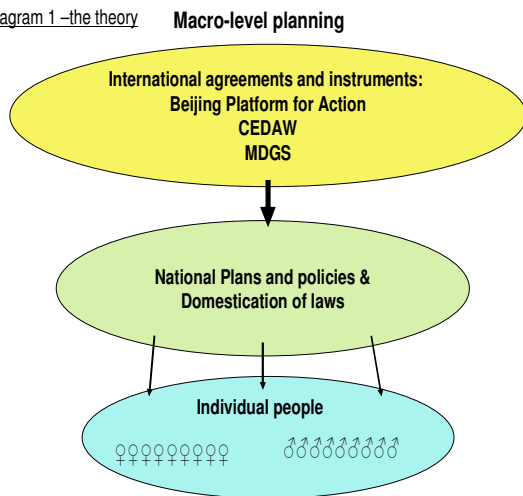 agram 1 –the theory
Macro-level planning
International agreements and instruments:
Beijing Platform for Action
CEDAW
MDGS
National Plans and policies &
Domestication of laws
Individual people
♀♀♀♀♀♀♀♀♀ ♂♂♂♂♂♂♂♂♂